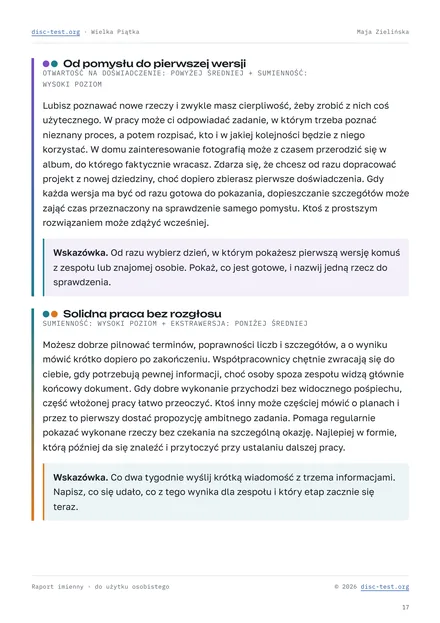 disc-test.org · Wielka Piątka
Maja Zielińska
Od pomysłu do pierwszej wersji
OTWARTOŚĆ NA DOŚWIADCZENIE: POWYŻEJ ŚREDNIEJ + SUMIENNOŚĆ:
WYSOKI POZIOM
Lubisz poznawać nowe rzeczy i zwykle masz cierpliwość, żeby zrobić z nich coś
użytecznego. W pracy może ci odpowiadać zadanie, w którym trzeba poznać
nieznany proces, a potem rozpisać, kto i w jakiej kolejności będzie z niego
korzystać. W domu zainteresowanie fotografią może z czasem przerodzić się w
album, do którego faktycznie wracasz. Zdarza się, że chcesz od razu dopracować
projekt z nowej dziedziny, choć dopiero zbierasz pierwsze doświadczenia. Gdy
każda wersja ma być od razu gotowa do pokazania, dopieszczanie szczegółów może
zająć czas przeznaczony na sprawdzenie samego pomysłu. Ktoś z prostszym
rozwiązaniem może zdążyć wcześniej.
Wskazówka. Od razu wybierz dzień, w którym pokażesz pierwszą wersję komuś
z zespołu lub znajomej osobie. Pokaż, co jest gotowe, i nazwij jedną rzecz do
sprawdzenia.
Solidna praca bez rozgłosu
SUMIENNOŚĆ: WYSOKI POZIOM + EKSTRAWERSJA: PONIŻEJ ŚREDNIEJ
Możesz dobrze pilnować terminów, poprawności liczb i szczegółów, a o wyniku
mówić krótko dopiero po zakończeniu. Współpracownicy chętnie zwracają się do
ciebie, gdy potrzebują pewnej informacji, choć osoby spoza zespołu widzą głównie
końcowy dokument. Gdy dobre wykonanie przychodzi bez widocznego pośpiechu,
część włożonej pracy łatwo przeoczyć. Ktoś inny może częściej mówić o planach i
przez to pierwszy dostać propozycję ambitnego zadania. Pomaga regularnie
pokazać wykonane rzeczy bez czekania na szczególną okazję. Najlepiej w formie,
którą później da się znaleźć i przytoczyć przy ustalaniu dalszej pracy.
Wskazówka. Co dwa tygodnie wyślij krótką wiadomość z trzema informacjami.
Napisz, co się udało, co z tego wynika dla zespołu i który etap zacznie się
teraz.
Raport imienny · do użytku osobistego
© 2026 disc-test.org
17